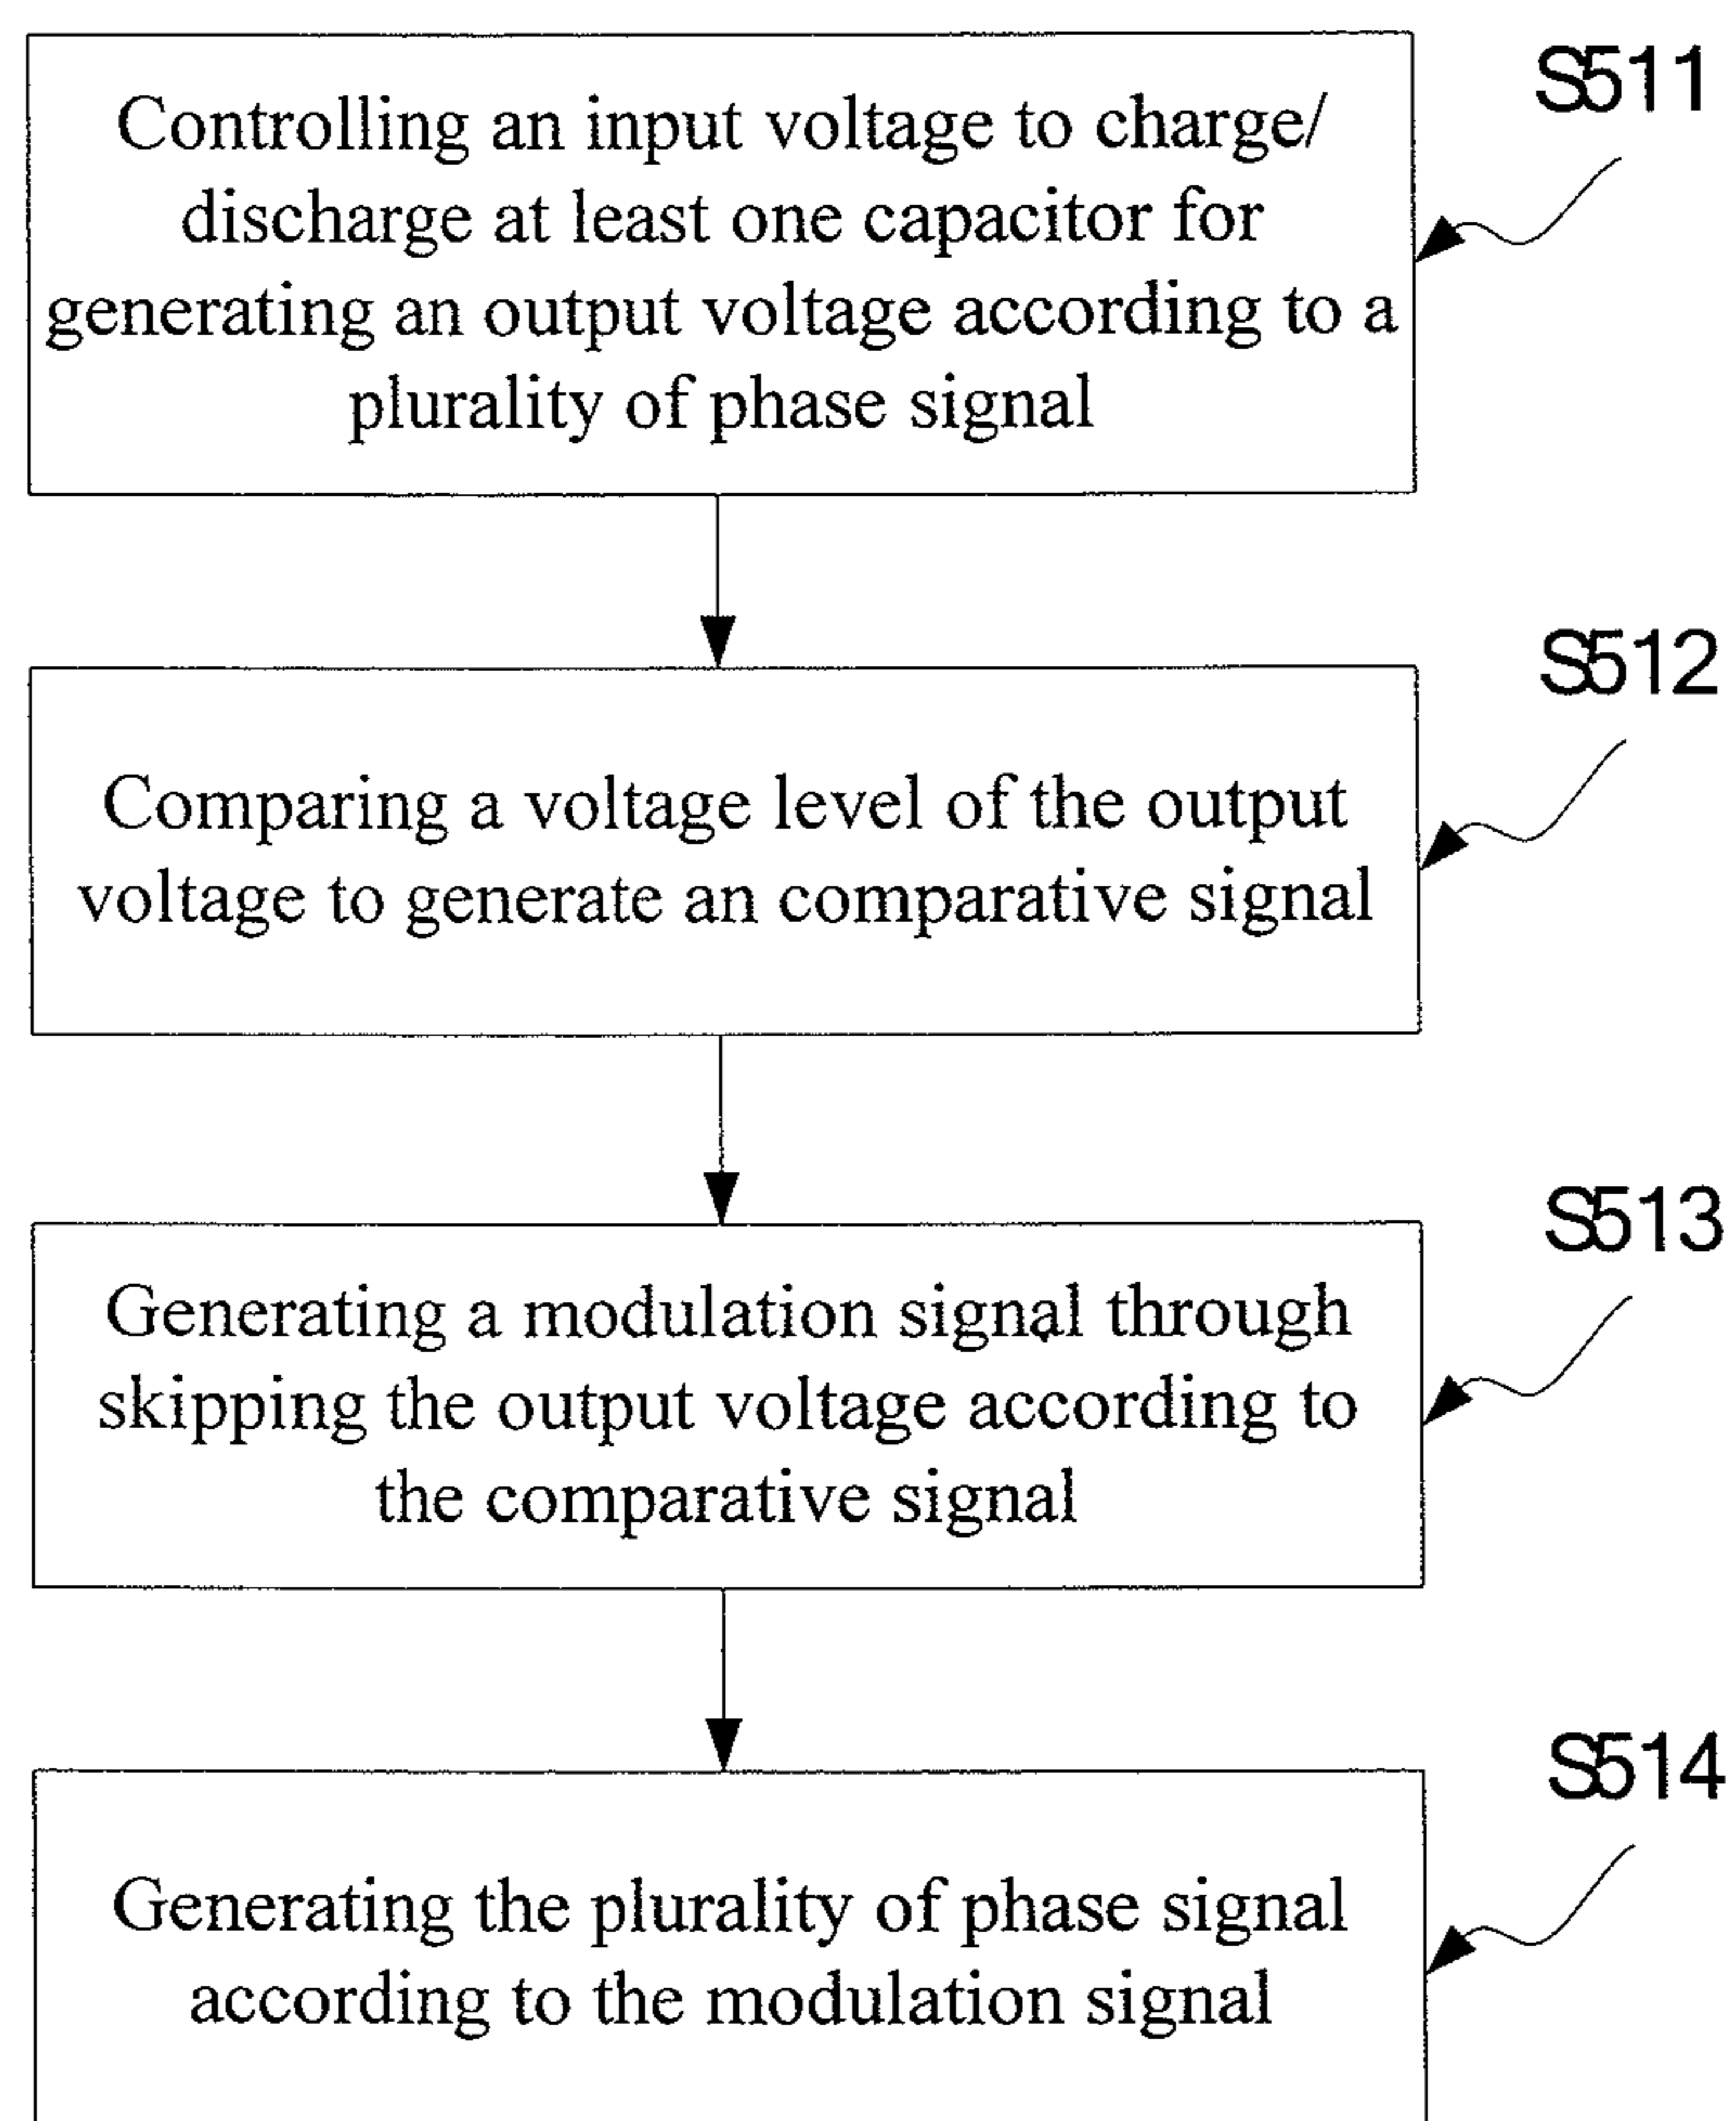 Controlling an input voltage to charge/
discharge at least one capacitor for
generating an output voltage according to a
plurality of phase signal
S511
Comparing a voltage level of the output
voltage to generate an comparative signal
S512
Generating a modulation signal through
skipping the output voltage according to
the comparative signal
S513
Generating the plurality of phase signal
according to the modulation signal
S514